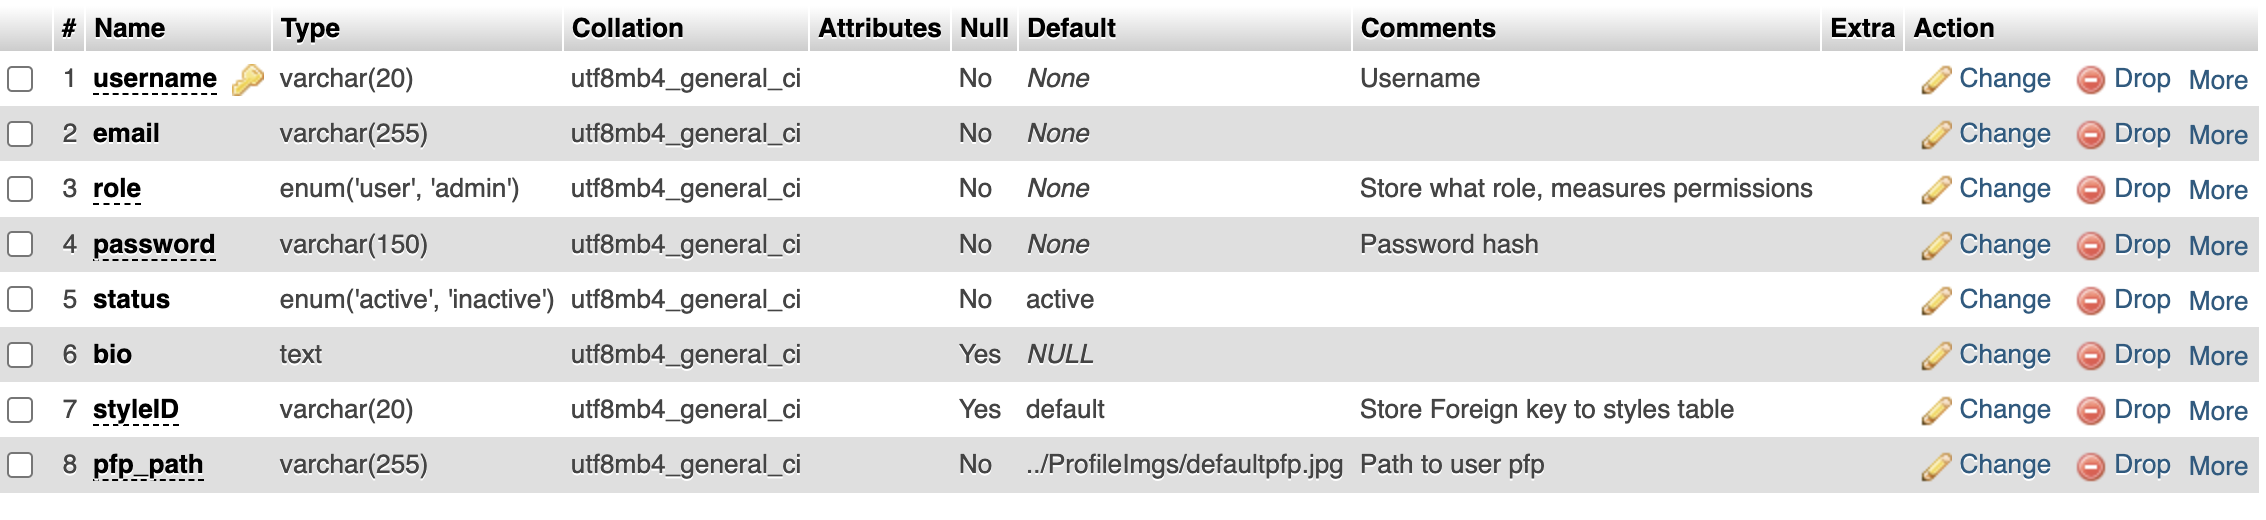 # Name Type Collation Attributes Null Default Comments Extra Action
1 username varchar(20) utf8mb4_general_ci No None Username Change Drop More
2 email varchar(255) utf8mb4_general_ci No None Change Drop More
3 role enum('user', 'admin') utf8mb4_general_ci No None Store what role, measures permissions Change Drop More
4 password varchar(150) utf8mb4_general_ci No None Password hash Change Drop More
5 status enum('active', 'inactive') utf8mb4_general_ci No active Change Drop More
6 bio text utf8mb4_general_ci Yes NULL Change Drop More
7 styleID varchar(20) utf8mb4_general_ci Yes default Store Foreign key to styles table Change Drop More
8 pfp_path varchar(255) utf8mb4_general_ci No ../ProfileImgs/defaultpfp.jpg Path to user pfp Change Drop More